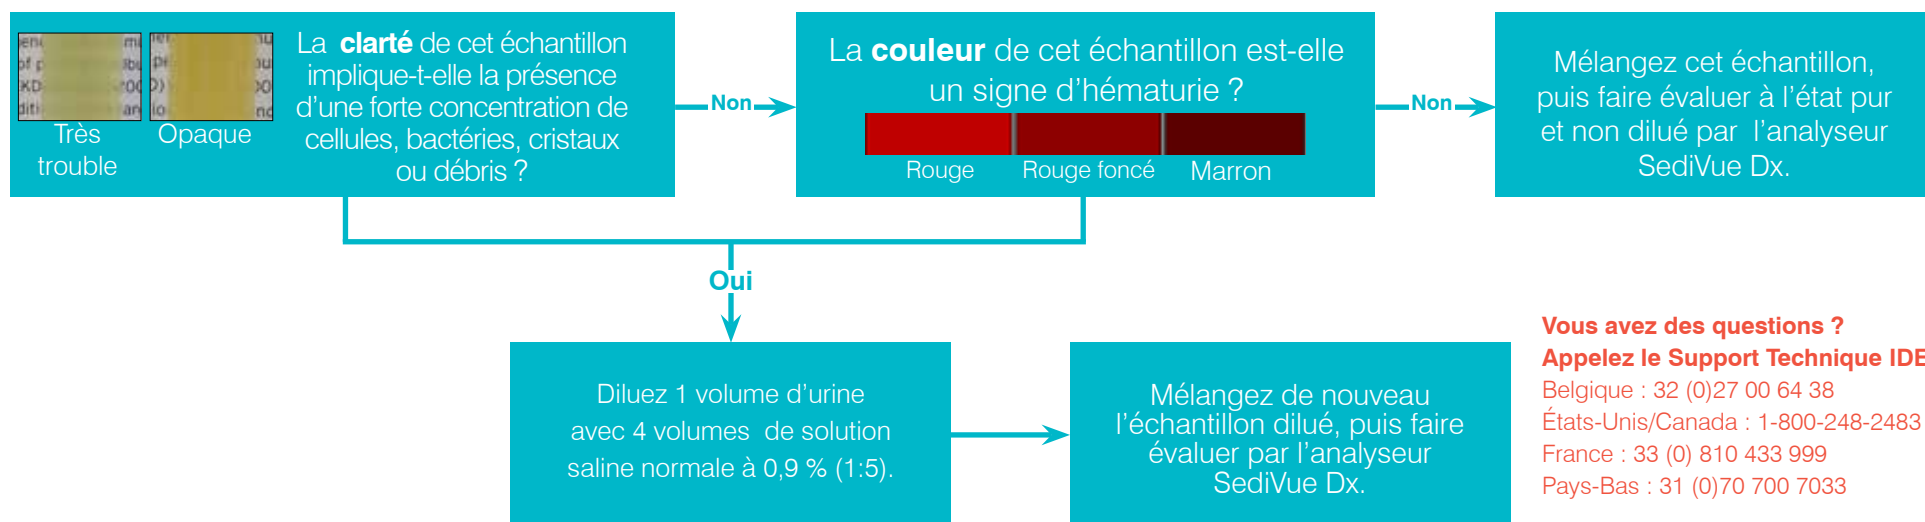 La clarté de cet échantillon
implique-t-elle la présence
d'une forte concentration de
cellules, bactéries, cristaux
ou débris ?
Très
trouble
Opaque
Non
La couleur de cet échantillon est-elle
un signe d'hématurie ?
Rouge
Rouge foncé
Marron
Non
Mélangez cet échantillon,
puis faire évaluer à l'état pur
et non dilué par l'analyseur
SediVue Dx.
Oui
Diluez 1 volume d'urine
avec 4 volumes de solution
saline normale à 0,9 % (1:5).
Mélangez de nouveau
l'échantillon dilué, puis faire
évaluer par l'analyseur
SediVue Dx.
Vous avez des questions ?
Appelez le Support Technique IDE
Belgique : 32 (0)27 00 64 38
États-Unis/Canada : 1-800-248-2483
France : 33 (0) 810 433 999
Pays-Bas : 31 (0)70 700 7033